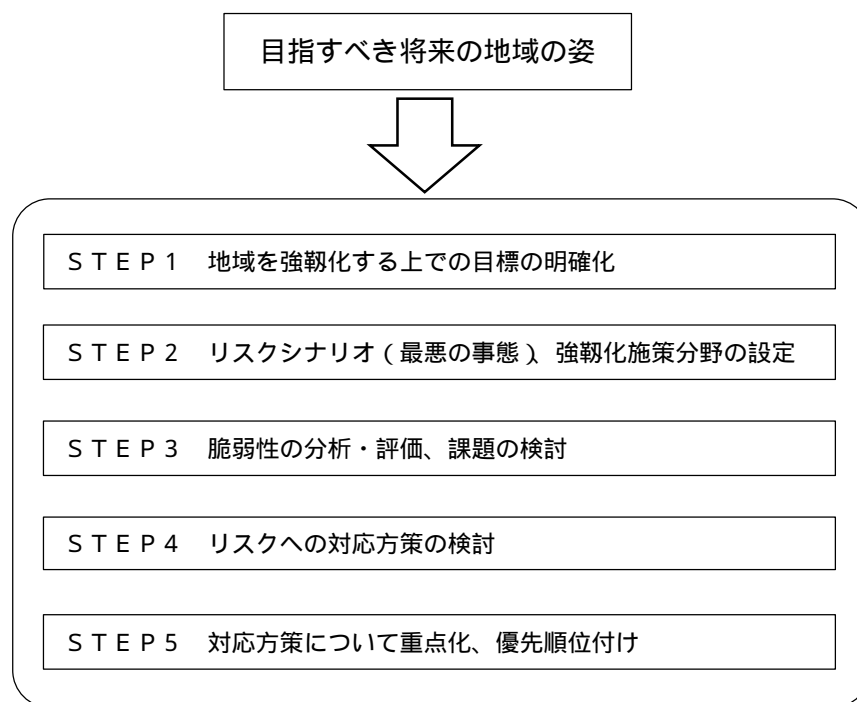 目指すべき将来の地域の姿
ＳＴＥＰ１　地域を強靱化する上での目標の明確化
ＳＴＥＰ２　リスクシナリオ（最悪の事態）、強靱化施策分野の設定
ＳＴＥＰ３　脆弱性の分析・評価、課題の検討
ＳＴＥＰ４　リスクへの対応方策の検討
ＳＴＥＰ５　対応方策について重点化、優先順位付け